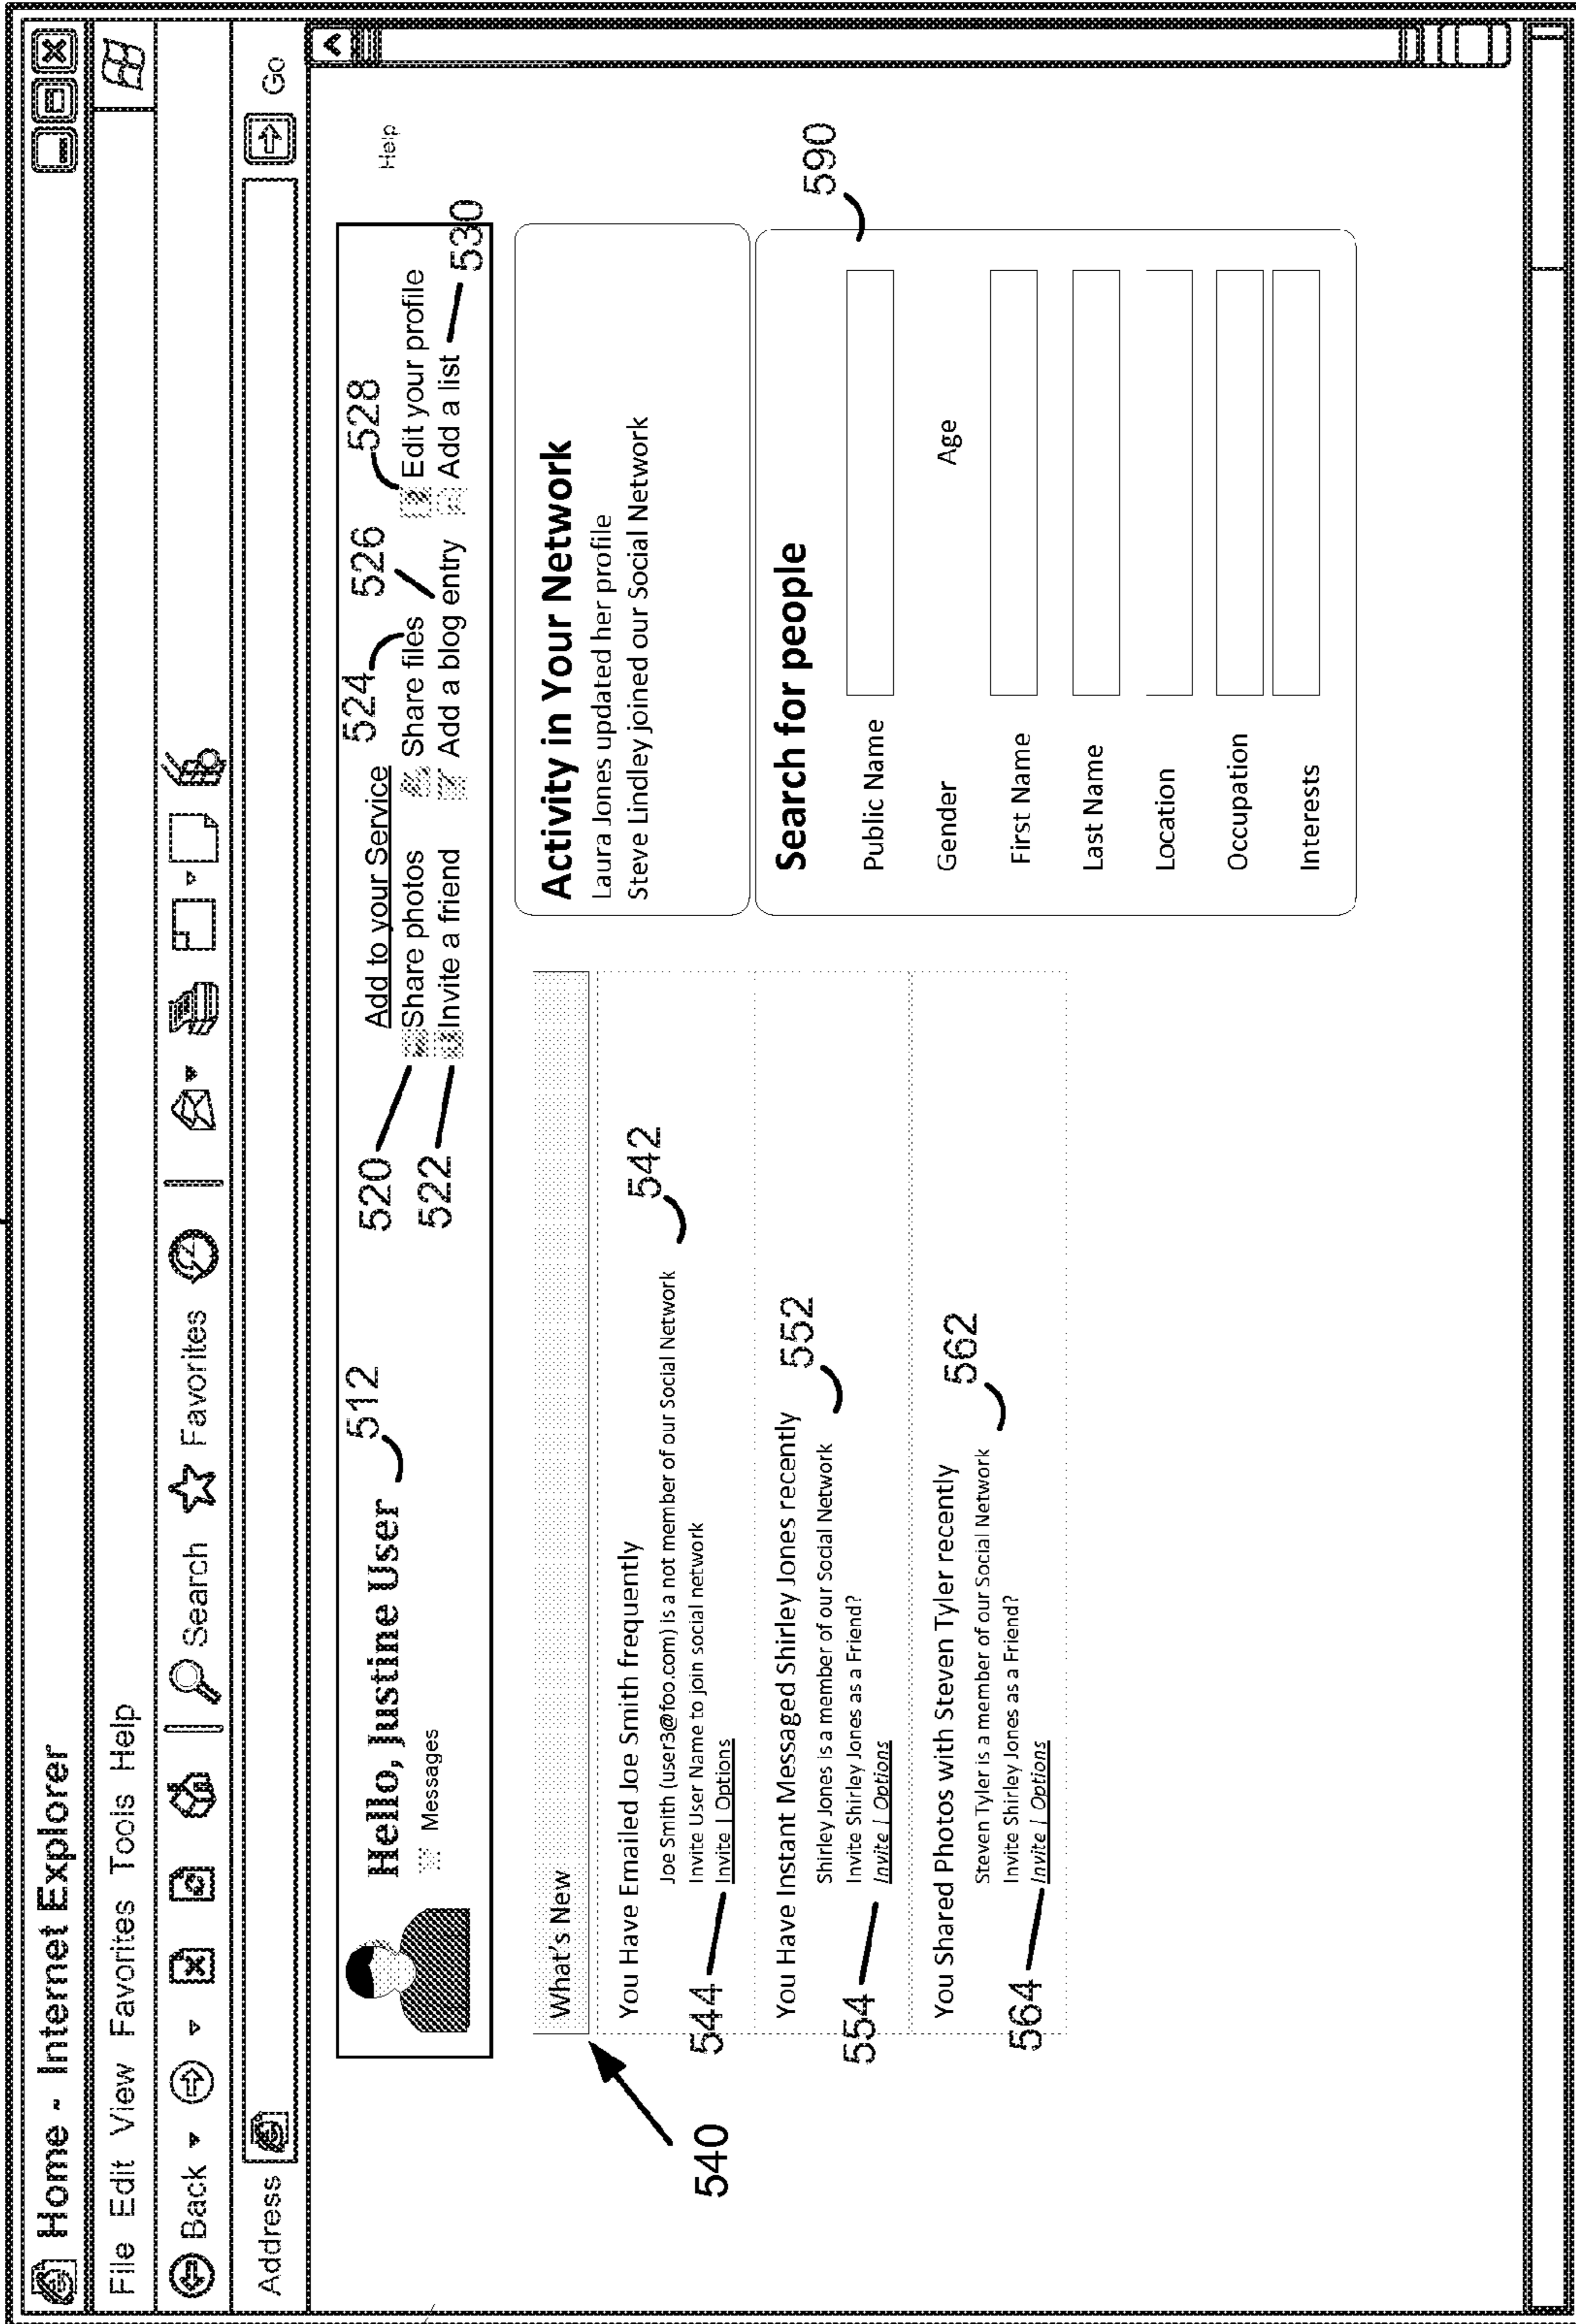 Home - Internet Explorer
File Edit View Favorites Tools Help
Back Search Favorites
Address Go
Help
Hello, Justine User 512
Messages
Add to your Service
520 Share photos 524 Share files 528 Edit your profile
522 Invite a friend 526 Add a blog entry Add a list 530
540
What's New
You Have Emailed Joe Smith frequently
Joe Smith (user3@foo.com) is a not member of our Social Network 542
Invite User Name to join social network
544 Invite | Options
You Have Instant Messaged Shirley Jones recently
Shirley Jones is a member of our Social Network 552
Invite Shirley Jones as a Friend?
554 Invite | Options
You Shared Photos with Steven Tyler recently
Steven Tyler is a member of our Social Network 562
Invite Shirley Jones as a Friend?
564 Invite | Options
Activity in Your Network
Laura Jones updated her profile
Steve Lindley joined our Social Network
Search for people
Public Name 590
Gender Age
First Name
Last Name
Location
Occupation
Interests